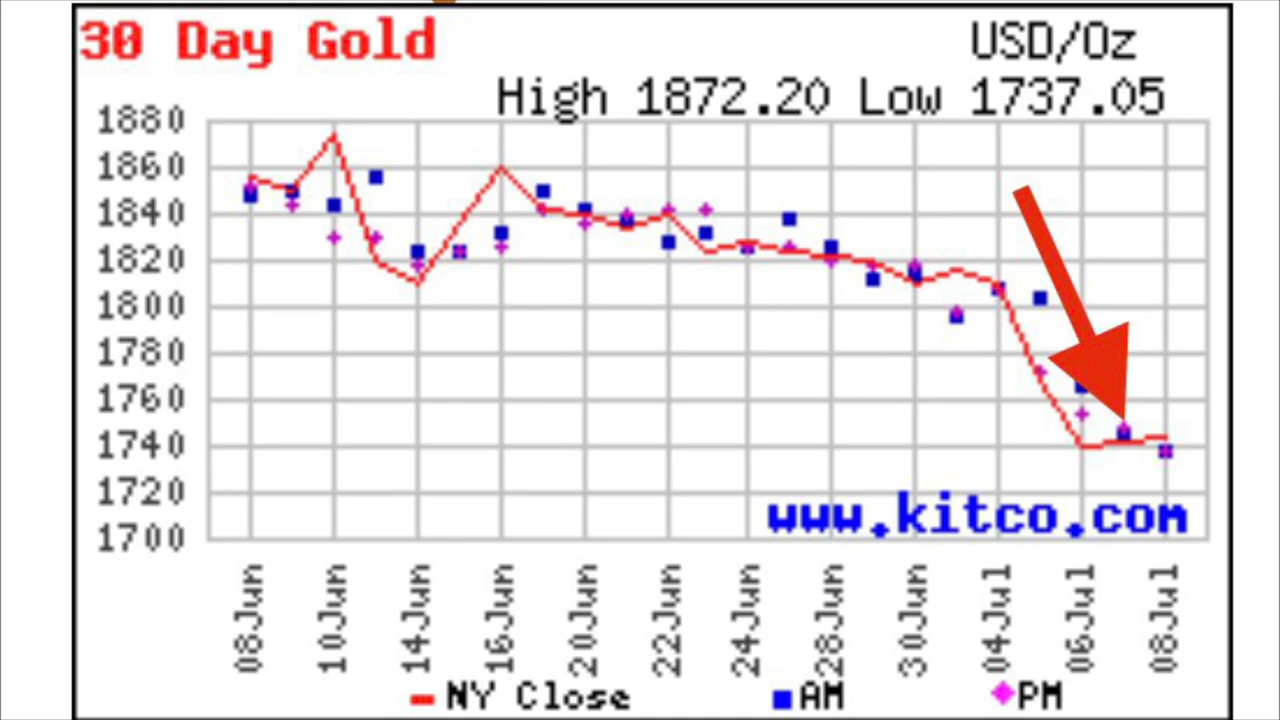 30 Day Gold USD/Oz
High 1872.20 Low 1737.05
1880
1860
1840
1820
1800
1780
1760
1740
1720
1700
www.kitco.com
08Jun 10Jun 14Jun 16Jun 20Jun 22Jun 24Jun 28Jun 30Jun 04Jul 06Jul 08Jul
NY Close AM PM